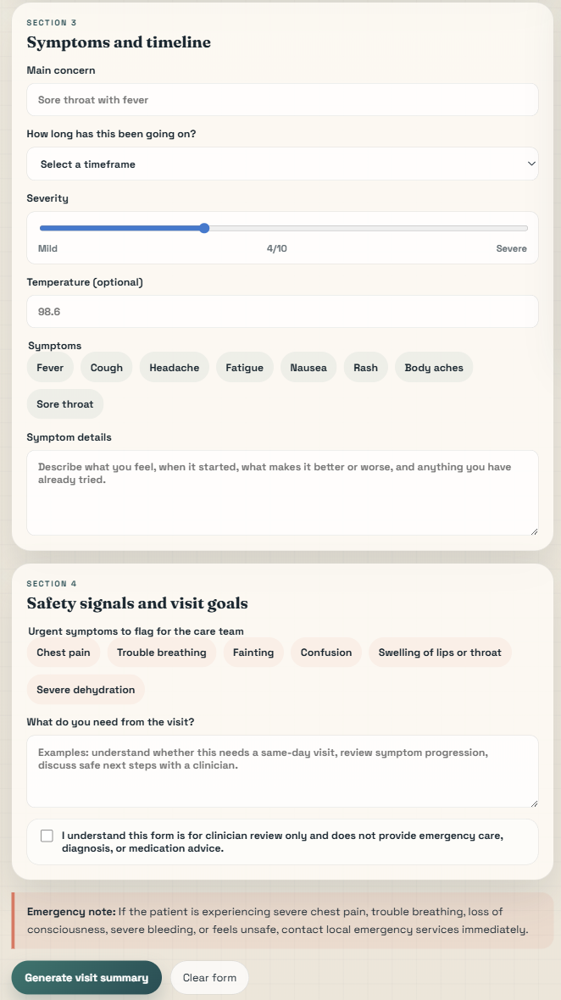 SECTION 3
Symptoms and timeline
Main concern
Sore throat with fever
How long has this been going on?
Select a timeframe
Severity
Mild 4/10 Severe
Temperature (optional)
98.6
Symptoms
Fever Cough Headache Fatigue Nausea Rash Body aches
Sore throat
Symptom details
Describe what you feel, when it started, what makes it better or worse, and anything you have
already tried.
SECTION 4
Safety signals and visit goals
Urgent symptoms to flag for the care team
Chest pain Trouble breathing Fainting Confusion Swelling of lips or throat
Severe dehydration
What do you need from the visit?
Examples: understand whether this needs a same-day visit, review symptom progression,
discuss safe next steps with a clinician.
I understand this form is for clinician review only and does not provide emergency care,
diagnosis, or medication advice.
Emergency note: If the patient is experiencing severe chest pain, trouble breathing, loss of
consciousness, severe bleeding, or feels unsafe, contact local emergency services immediately.
Generate visit summary Clear form